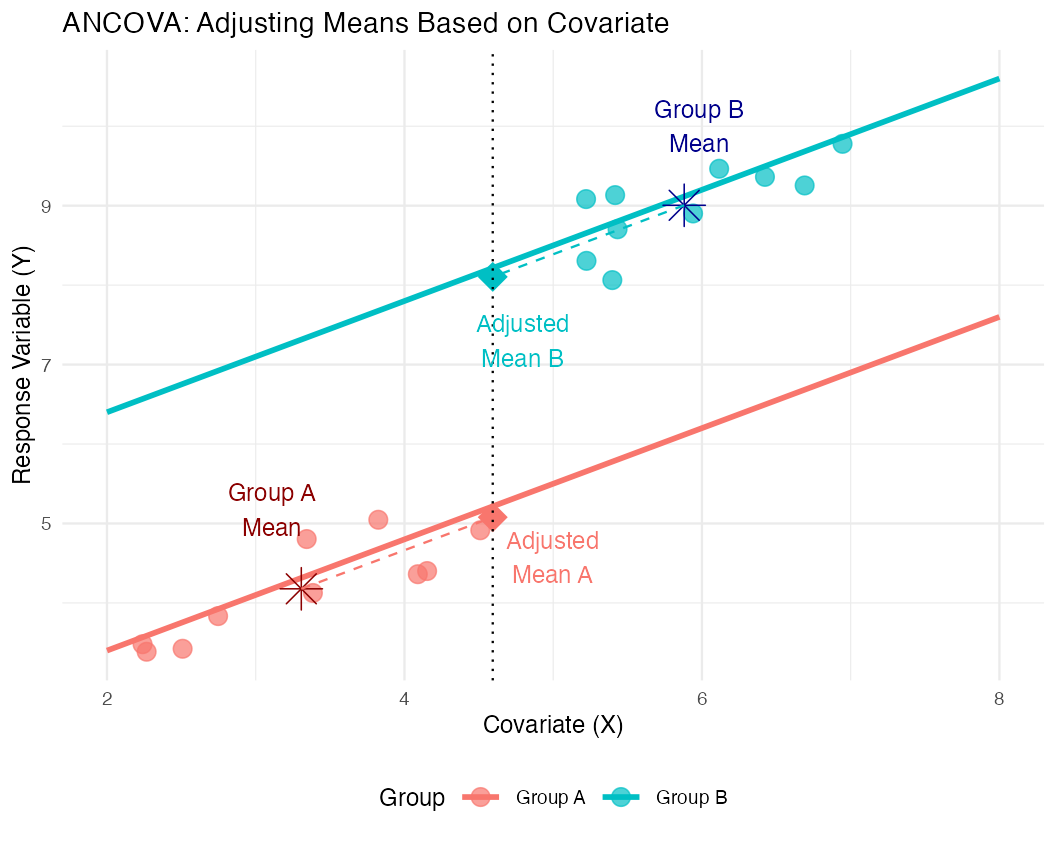 ANCOVA: Adjusting Means Based on Covariate
Group B
Mean
9
Adjusted
Mean B
7
Response Variable (Y)
Group A
Mean
5
Adjusted
Mean A
2 4 6 8
Covariate (X)
Group Group A Group B